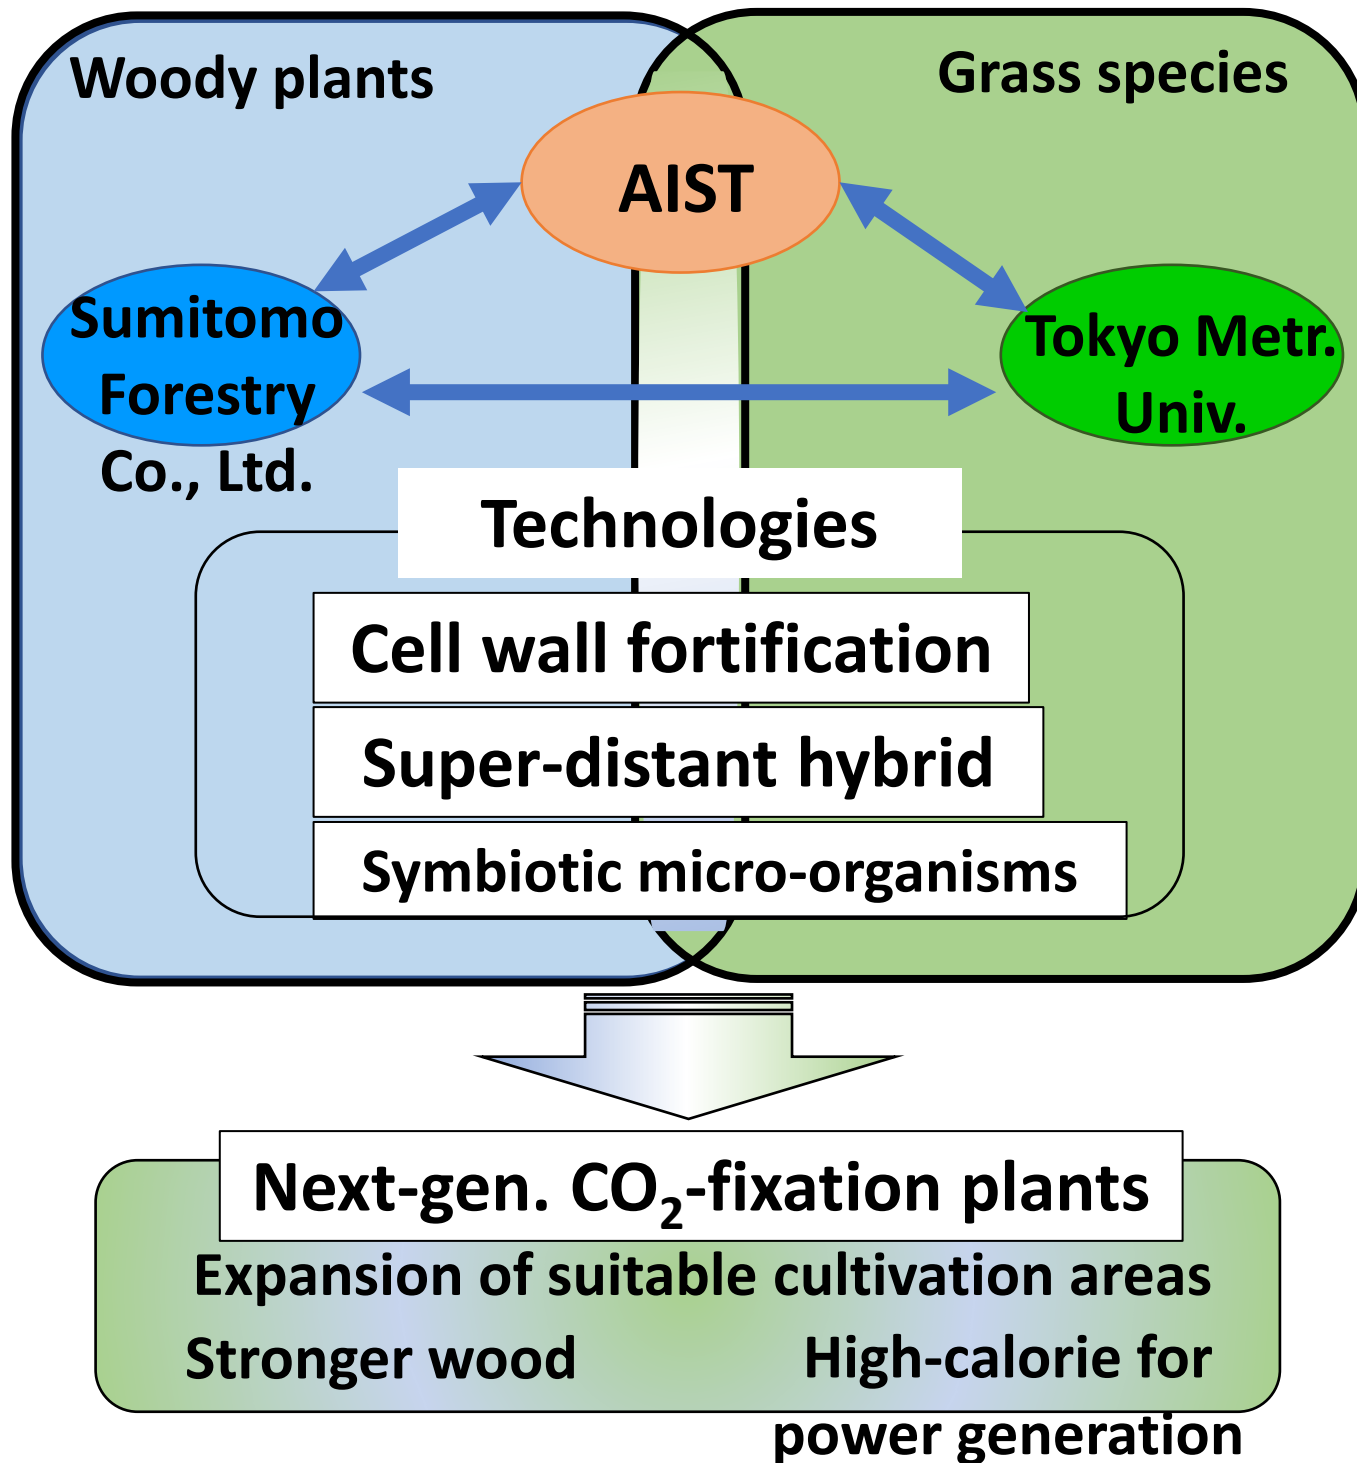 Woody plants
Grass species
AIST
Sumitomo
Forestry
Co., Ltd.
Tokyo Metr.
Univ.
Technologies
Cell wall fortification
Super-distant hybrid
Symbiotic micro-organisms
Next-gen. CO₂-fixation plants
Expansion of suitable cultivation areas
Stronger wood
High-calorie for
power generation